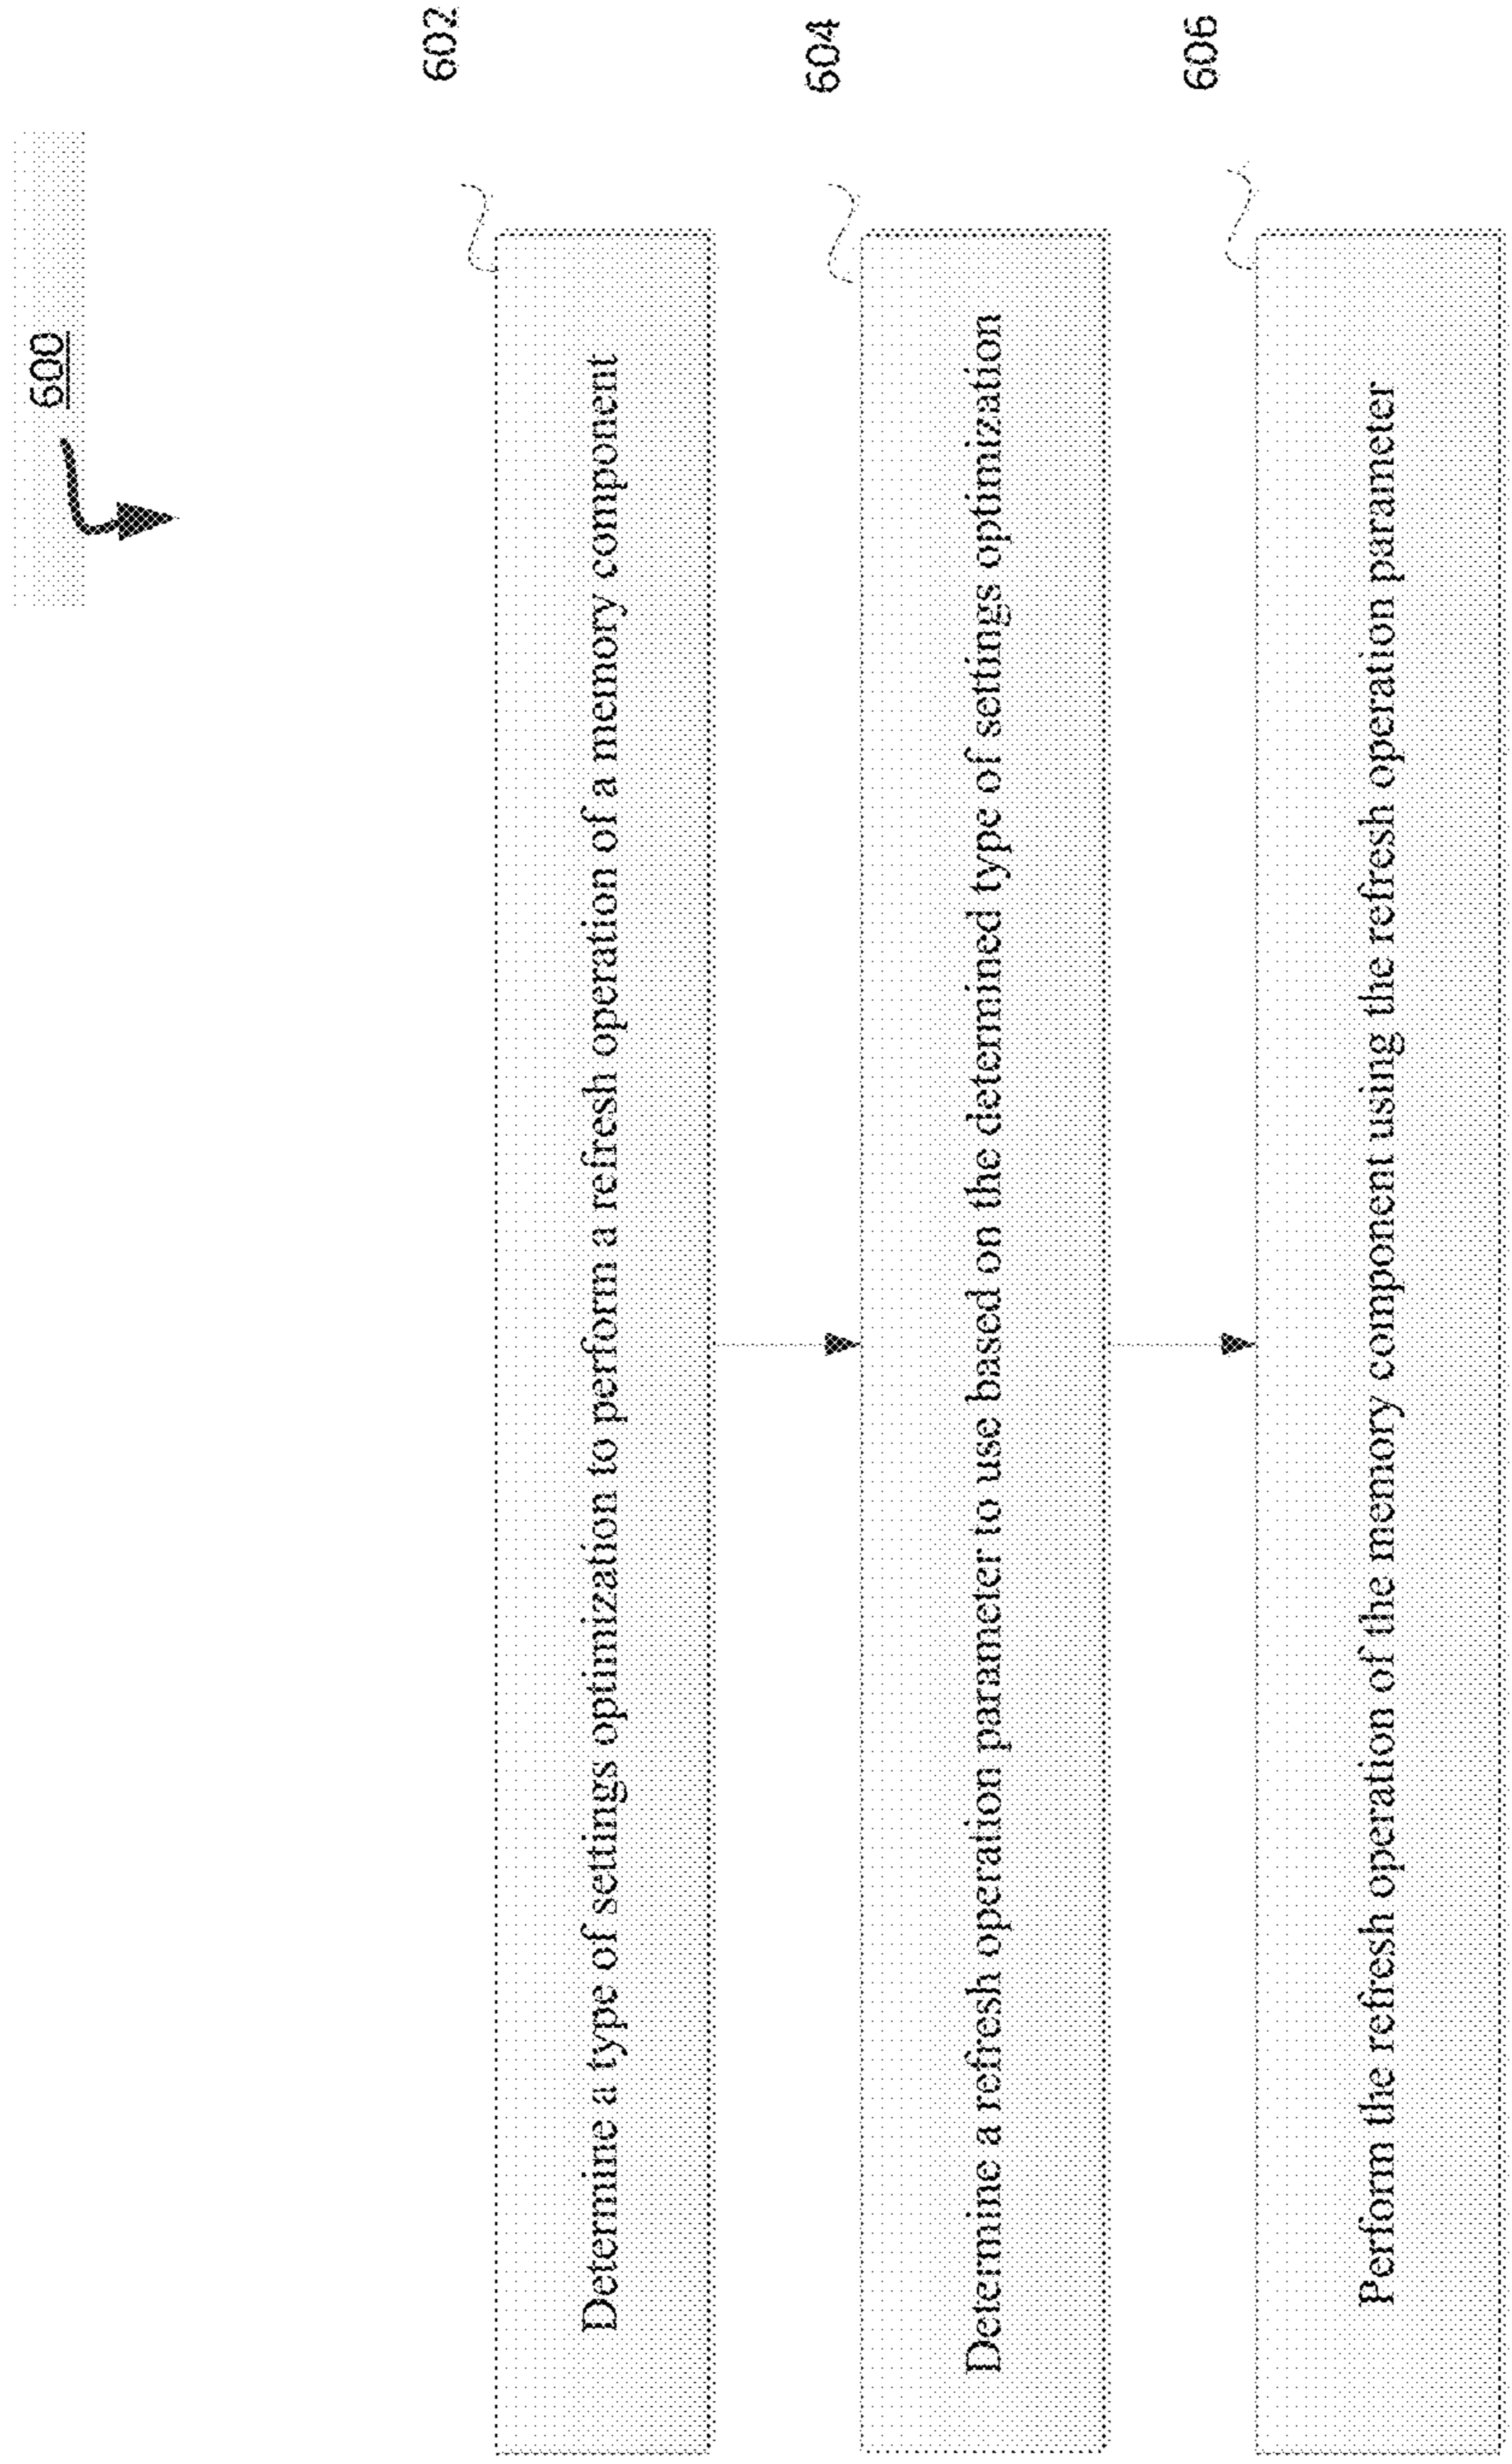 600
602
Determine a type of settings optimization to perform a refresh operation of a memory component
604
Determine a refresh operation parameter to use based on the determined type of settings optimization
606
Perform the refresh operation of the memory component using the refresh operation parameter